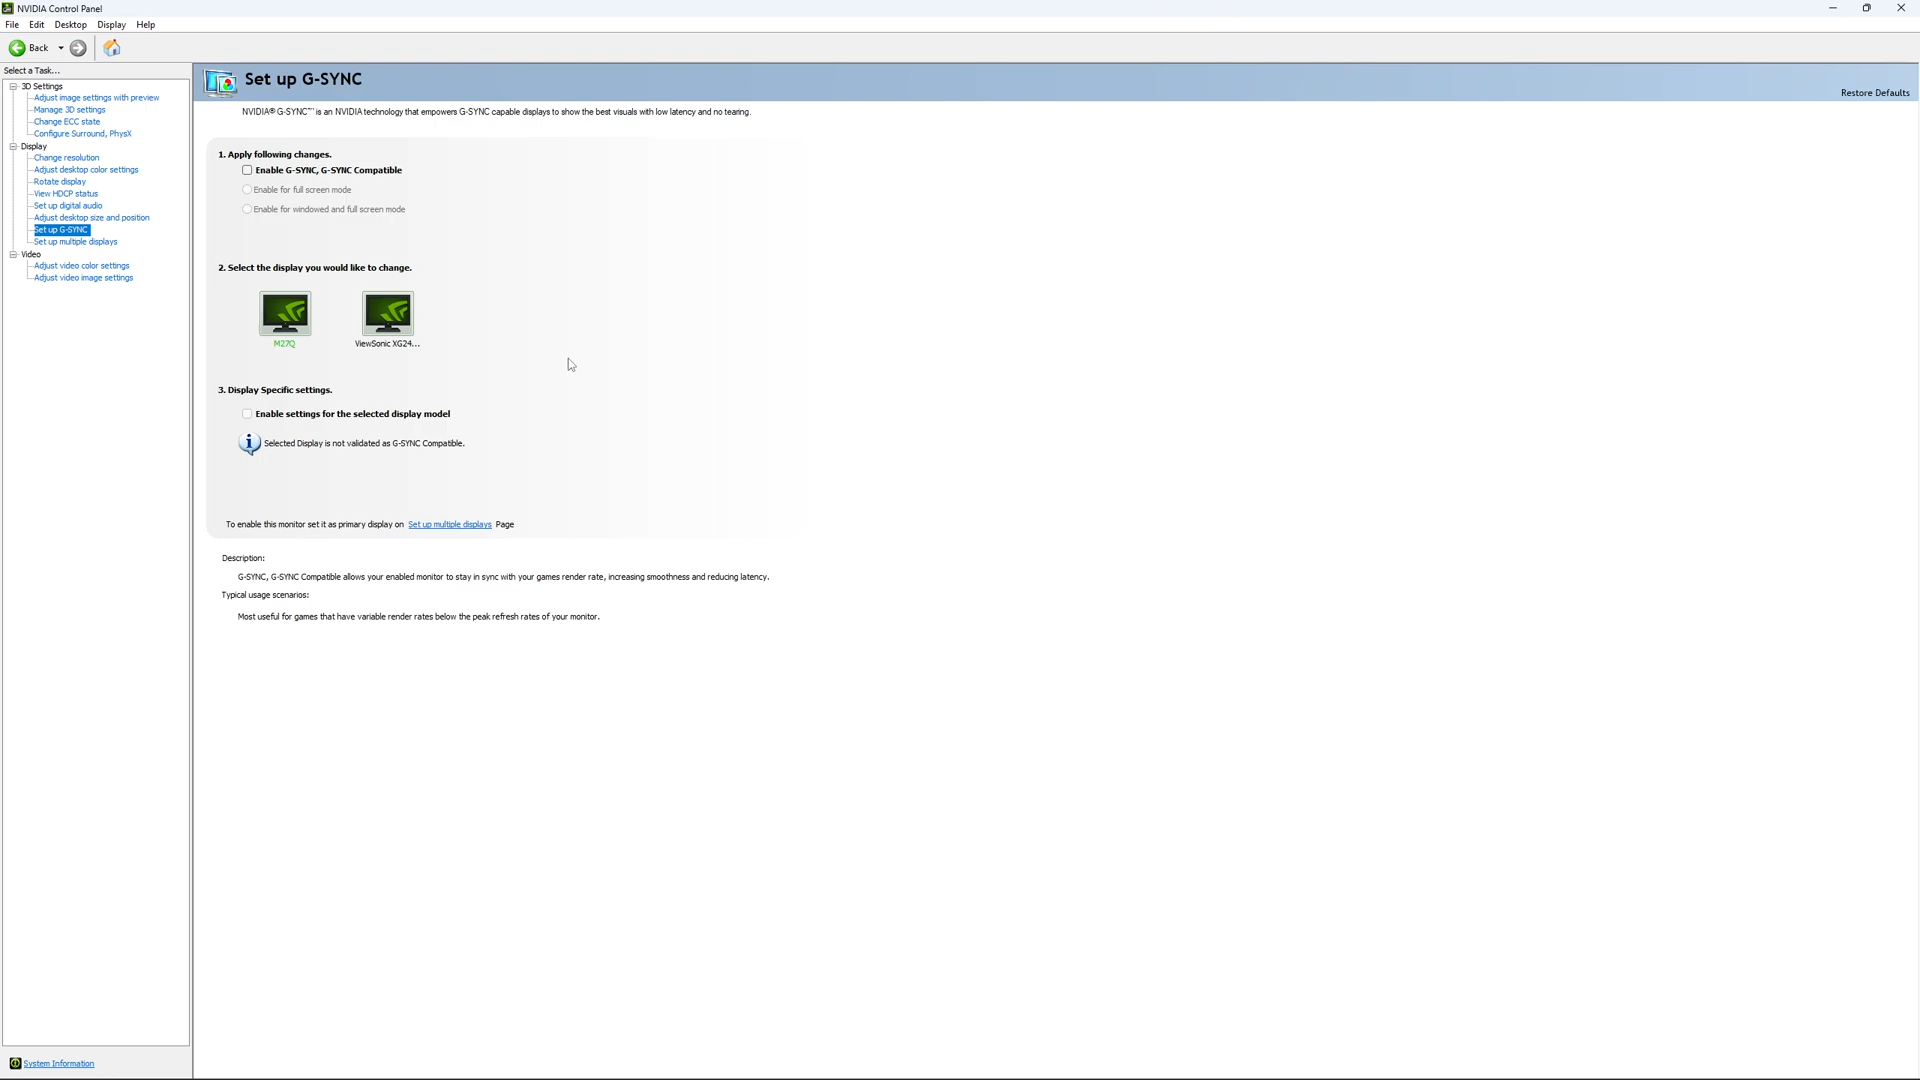 NVIDIA Control Panel
File Edit Desktop Display Help
Back
Select a Task...
3D Settings
Adjust image settings with preview
Manage 3D settings
Change ECC state
Configure Surround, PhysX
Display
Change resolution
Adjust desktop color settings
Rotate display
View HDCP status
Set up digital audio
Adjust desktop size and position
Set up G-SYNC
Set up multiple displays
Video
Adjust video color settings
Adjust video image settings
System Information
Set up G-SYNC
Restore Defaults
NVIDIA® G-SYNC™ is an NVIDIA technology that empowers G-SYNC capable displays to show the best visuals with low latency and no tearing.
1. Apply following changes.
Enable G-SYNC, G-SYNC Compatible
Enable for full screen mode
Enable for windowed and full screen mode
2. Select the display you would like to change.
M27Q ViewSonic XG24...
3. Display Specific settings.
Enable settings for the selected display model
Selected Display is not validated as G-SYNC Compatible.
To enable this monitor set it as primary display on Set up multiple displays Page
Description:
G-SYNC, G-SYNC Compatible allows your enabled monitor to stay in sync with your games render rate, increasing smoothness and reducing latency.
Typical usage scenarios:
Most useful for games that have variable render rates below the peak refresh rates of your monitor.